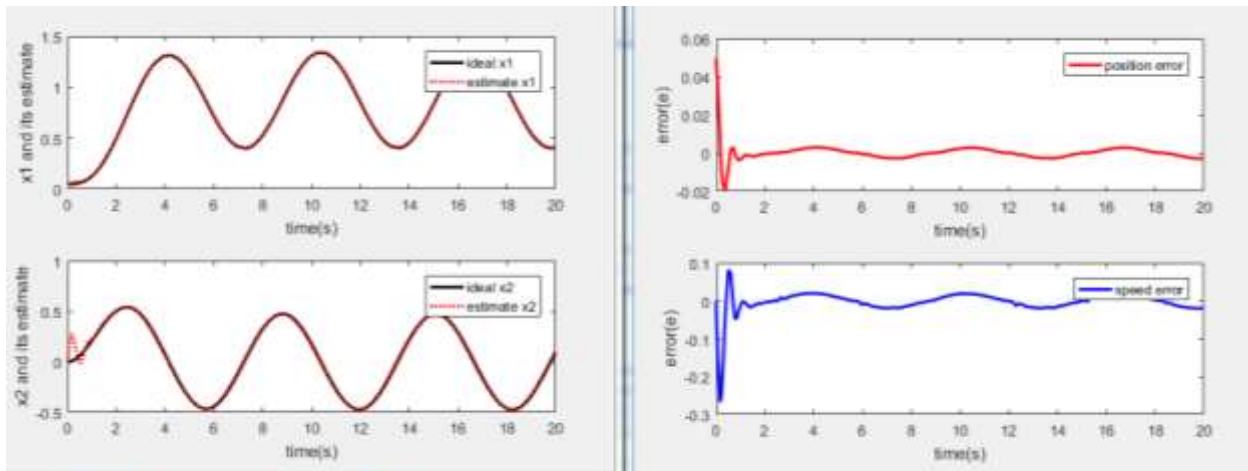 1.5
1
0.5
0
x1 and its estimate
ideal x1
estimate x1
0 2 4 6 8 10 12 14 16 18 20
time(s)
1
0.5
0
-0.5
x2 and its estimate
ideal x2
estimate x2
0 2 4 6 8 10 12 14 16 18 20
time(s)
0.06
0.04
0.02
0
-0.02
error(e)
position error
0 2 4 6 8 10 12 14 16 18 20
time(s)
0.1
0
-0.1
-0.2
-0.3
error(e)
speed error
0 2 4 6 8 10 12 14 16 18 20
time(s)